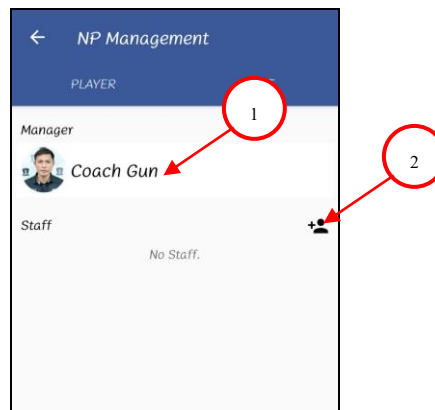 NP Management
PLAYER
1
Manager
Coach Gun
2
Staff
No Staff.